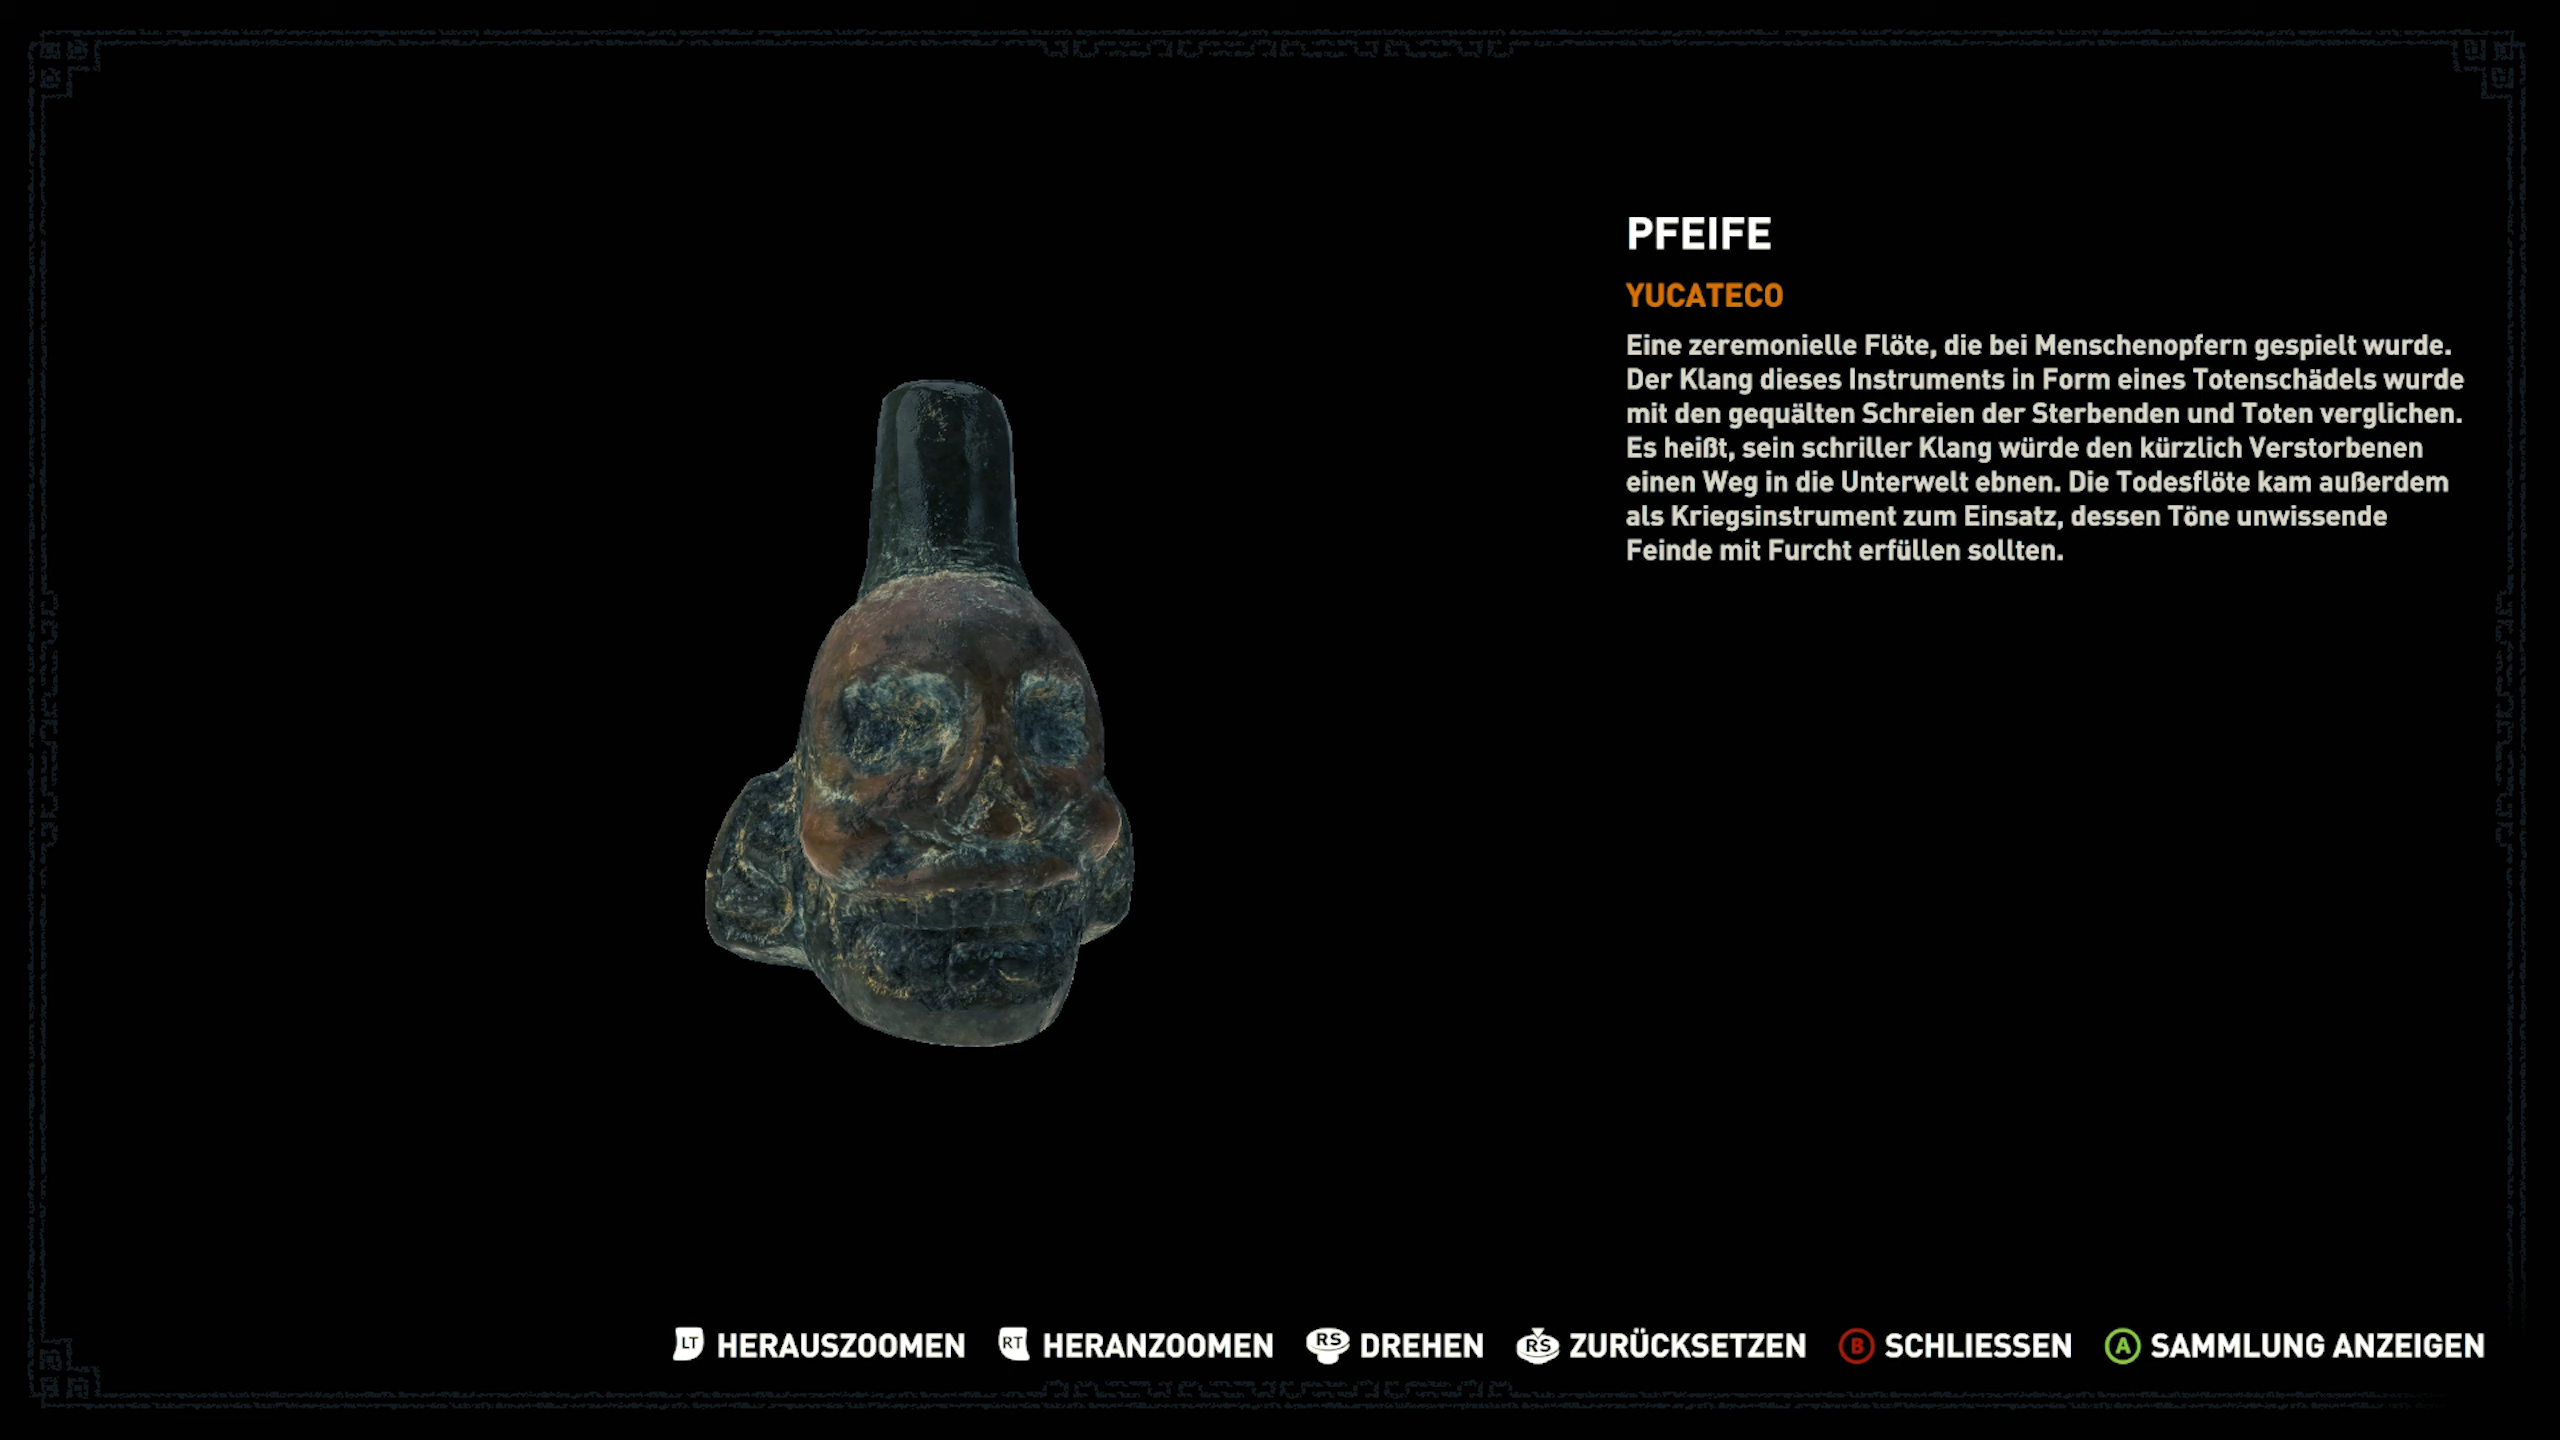 PFEIFE
YUCATECO
Eine zeremonielle Flöte, die bei Menschenopfern gespielt wurde.
Der Klang dieses Instruments in Form eines Totenschädels wurde
mit den gequälten Schreien der Sterbenden und Toten verglichen.
Es heißt, sein schriller Klang würde den kürzlich Verstorbenen
einen Weg in die Unterwelt ebnen. Die Todesflöte kam außerdem
als Kriegsinstrument zum Einsatz, dessen Töne unwissende
Feinde mit Furcht erfüllen sollten.
LT HERAUSZOOMEN RT HERANZOOMEN RS DREHEN RS ZURÜCKSETZEN B SCHLIESSEN A SAMMLUNG ANZEIGEN